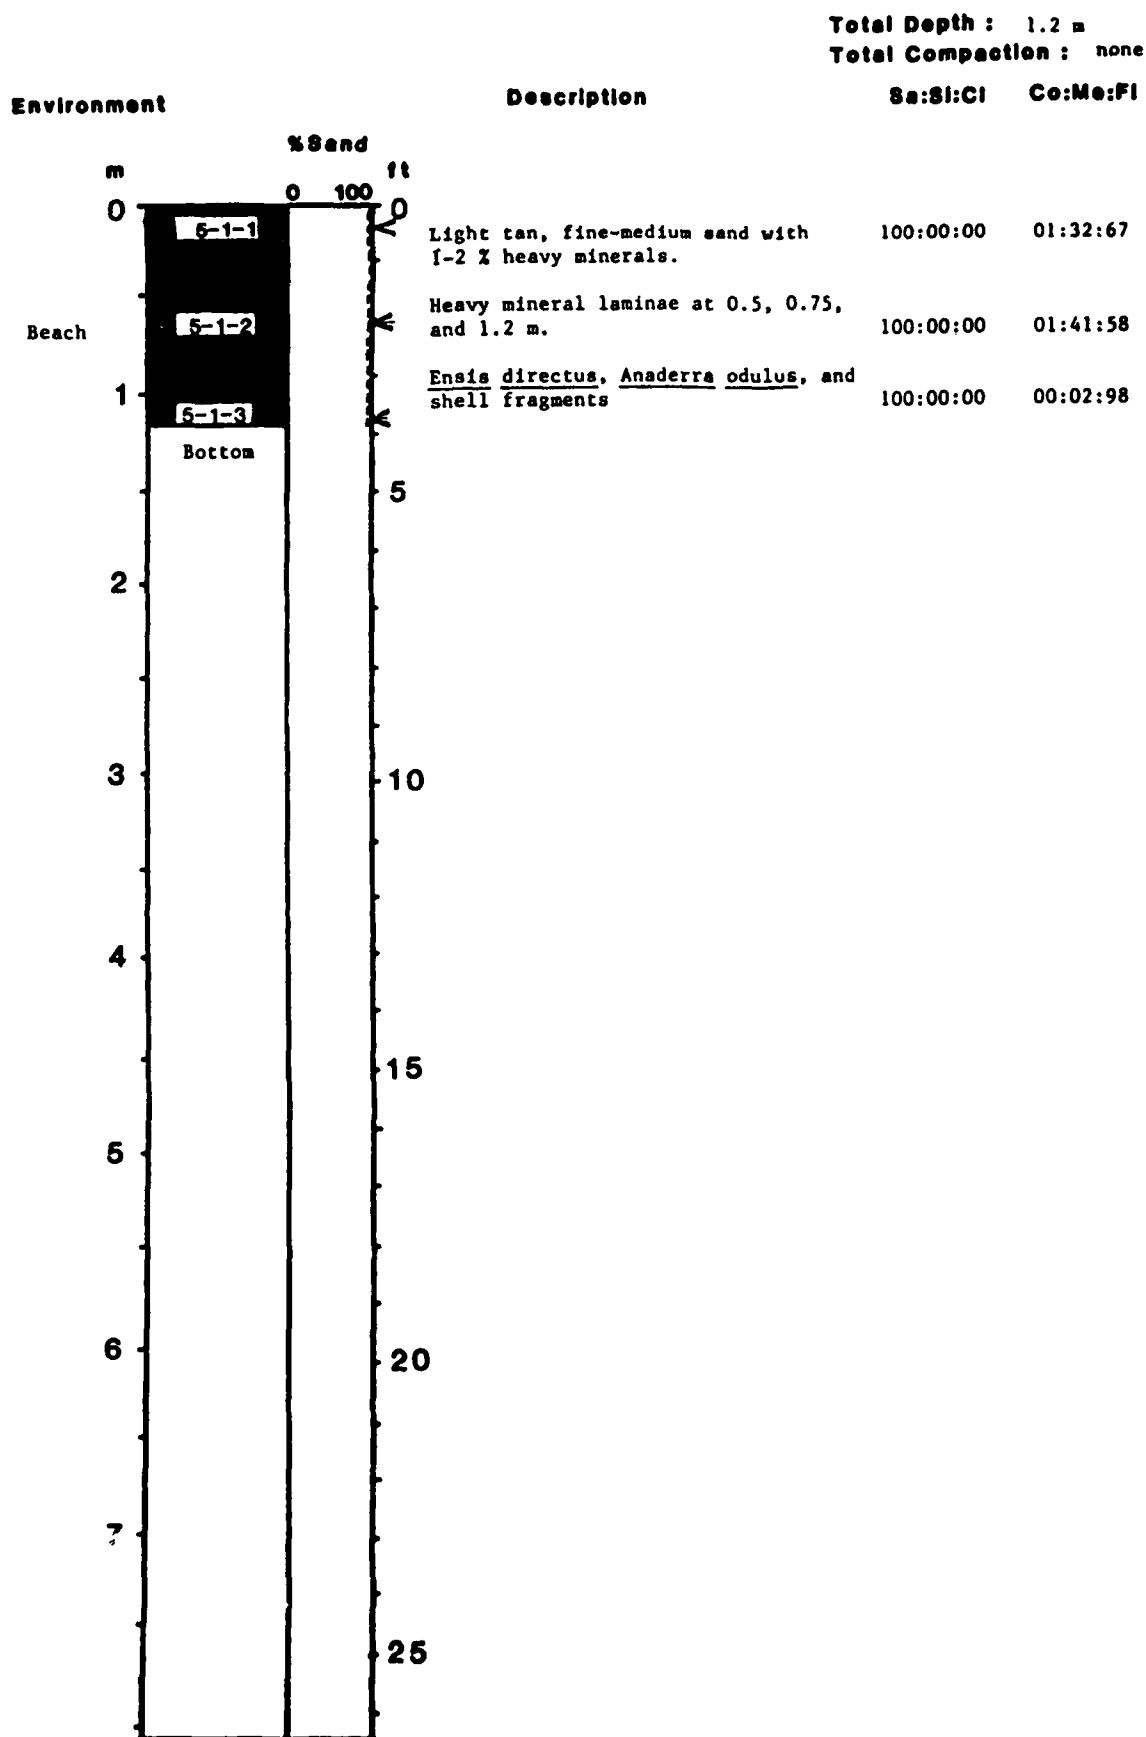 Total Depth : 1.2 m
Total Compaction : none
Environment Description Sa:Si:Cl Co:Me:Fi
%Sand
m ft
0 100
0 0
5-1-1
Light tan, fine-medium sand with 100:00:00 01:32:67
1-2 % heavy minerals.
Heavy mineral laminae at 0.5, 0.75,
Beach 5-1-2 and 1.2 m. 100:00:00 01:41:58
Ensis directus, Anaderra odulus, and
1 shell fragments 100:00:00 00:02:98
5-1-3
Bottom
5
2
3 10
4
15
5
6
20
7
25